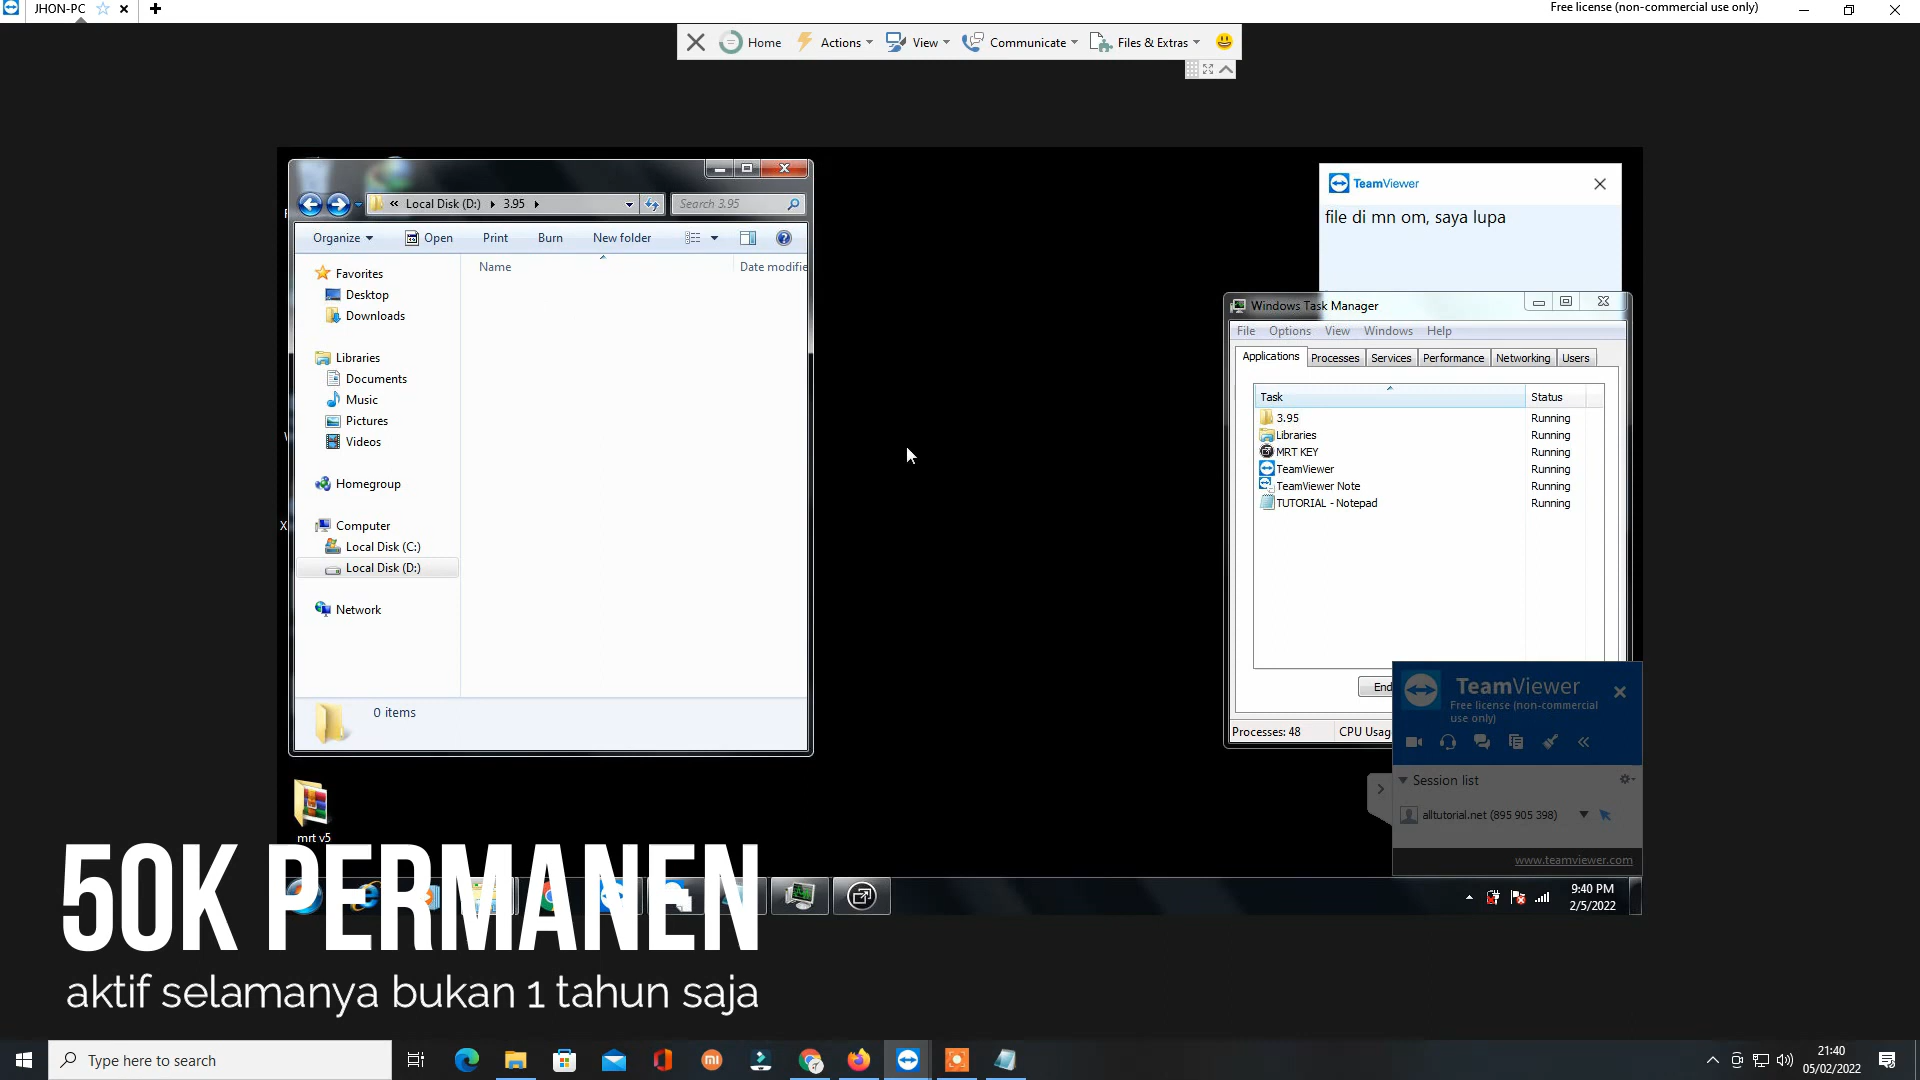 JHON-PC
Free license (non-commercial use only)
Home
Actions
View
Communicate
Files & Extras
Local Disk (D:)
3.95
Search 3.95
Organize
Open
Print
Burn
New folder
Name
Date modifie
Favorites
Desktop
Downloads
Libraries
Documents
Music
Pictures
Videos
Homegroup
Computer
Local Disk (C:)
Local Disk (D:)
Network
0 items
TeamViewer
file di mn om, saya lupa
Windows Task Manager
File Options View Windows Help
Applications Processes Services Performance Networking Users
Task Status
3.95 Running
Libraries Running
MRT KEY Running
TeamViewer Running
TeamViewer Note Running
TUTORIAL - Notepad Running
End
Processes: 48
CPU Usag
TeamViewer
Free license (non-commercial
use only)
Session list
alltutorial.net (895 905 398)
www.teamviewer.com
mrt v5
9:40 PM
2/5/2022
50K PERMANEN
aktif selamanya bukan 1 tahun saja
Type here to search
21:40
05/02/2022